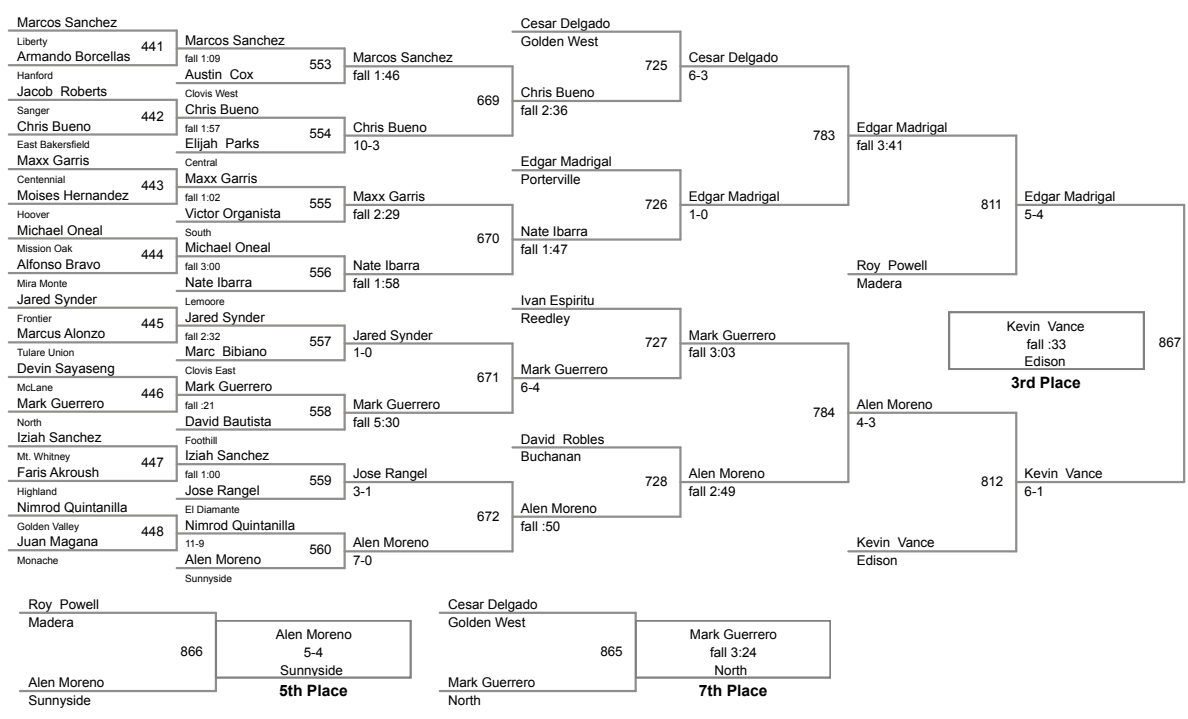 Marcos Sanchez
Liberty
441
Armando Borcellas
Hanford
Jacob Roberts
Sanger
442
Chris Bueno
East Bakersfield
Maxx Garris
Centennial
443
Moises Hernandez
Hoover
Michael Oneal
Mission Oak
444
Alfonso Bravo
Mira Monte
Jared Synder
Frontier
445
Marcus Alonzo
Tulare Union
Devin Sayaseng
McLane
446
Mark Guerrero
North
Iziah Sanchez
Mt. Whitney
447
Faris Akroush
Highland
Nimrod Quintanilla
Golden Valley
448
Juan Magana
Monache
Marcos Sanchez
fall 1:09
553
Austin Cox
Clovis West
Chris Bueno
fall 1:57
554
Elijah Parks
Central
Maxx Garris
fall 1:02
555
Victor Organista
South
Michael Oneal
fall 3:00
556
Nate Ibarra
Lemoore
Jared Synder
fall 2:32
557
Marc Bibiano
Clovis East
Mark Guerrero
fall :21
558
David Bautista
Foothill
Iziah Sanchez
fall 1:00
559
Jose Rangel
El Diamante
Nimrod Quintanilla
11-9
560
Alen Moreno
Sunnyside
Marcos Sanchez
fall 1:46
669
Chris Bueno
10-3
Maxx Garris
fall 2:29
670
Nate Ibarra
fall 1:58
Jared Synder
1-0
671
Mark Guerrero
fall 5:30
Jose Rangel
3-1
672
Alen Moreno
7-0
Cesar Delgado
Golden West
725
Chris Bueno
fall 2:36
Edgar Madrigal
Porterville
726
Nate Ibarra
fall 1:47
Ivan Espiritu
Reedley
727
Mark Guerrero
6-4
David Robles
Buchanan
728
Alen Moreno
fall :50
Cesar Delgado
6-3
783
Edgar Madrigal
1-0
Mark Guerrero
fall 3:03
784
Alen Moreno
fall 2:49
Edgar Madrigal
fall 3:41
811
Roy Powell
Madera
Alen Moreno
4-3
812
Kevin Vance
Edison
Edgar Madrigal
5-4
867
Kevin Vance
6-1
Kevin Vance
fall :33
Edison
3rd Place
Roy Powell
Madera
866
Alen Moreno
Sunnyside
Alen Moreno
5-4
Sunnyside
5th Place
Cesar Delgado
Golden West
865
Mark Guerrero
North
Mark Guerrero
fall 3:24
North
7th Place